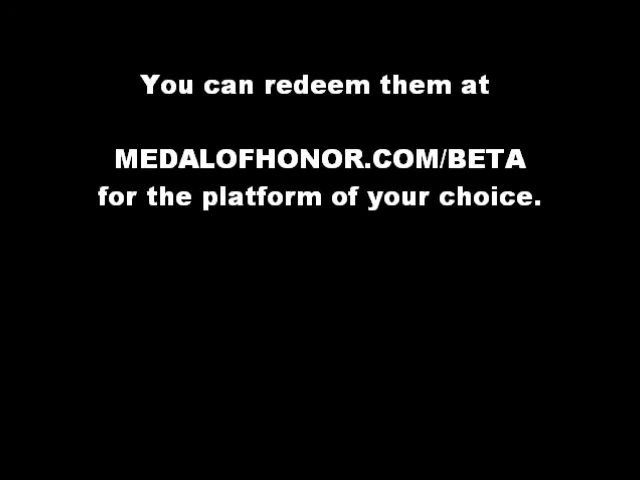 You can redeem them at
MEDALOFHONOR.COM/BETA
for the platform of your choice.